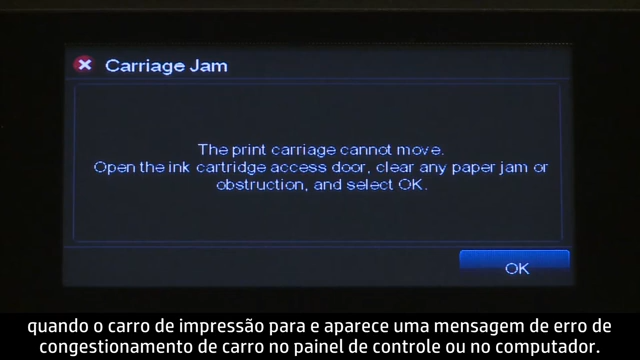 Carriage Jam
The print carriage cannot move.
Open the ink cartridge access door, clear any paper jam or
obstruction, and select OK.
OK
quando o carro de impressão para e aparece uma mensagem de erro de
congestionamento de carro no painel de controle ou no computador.